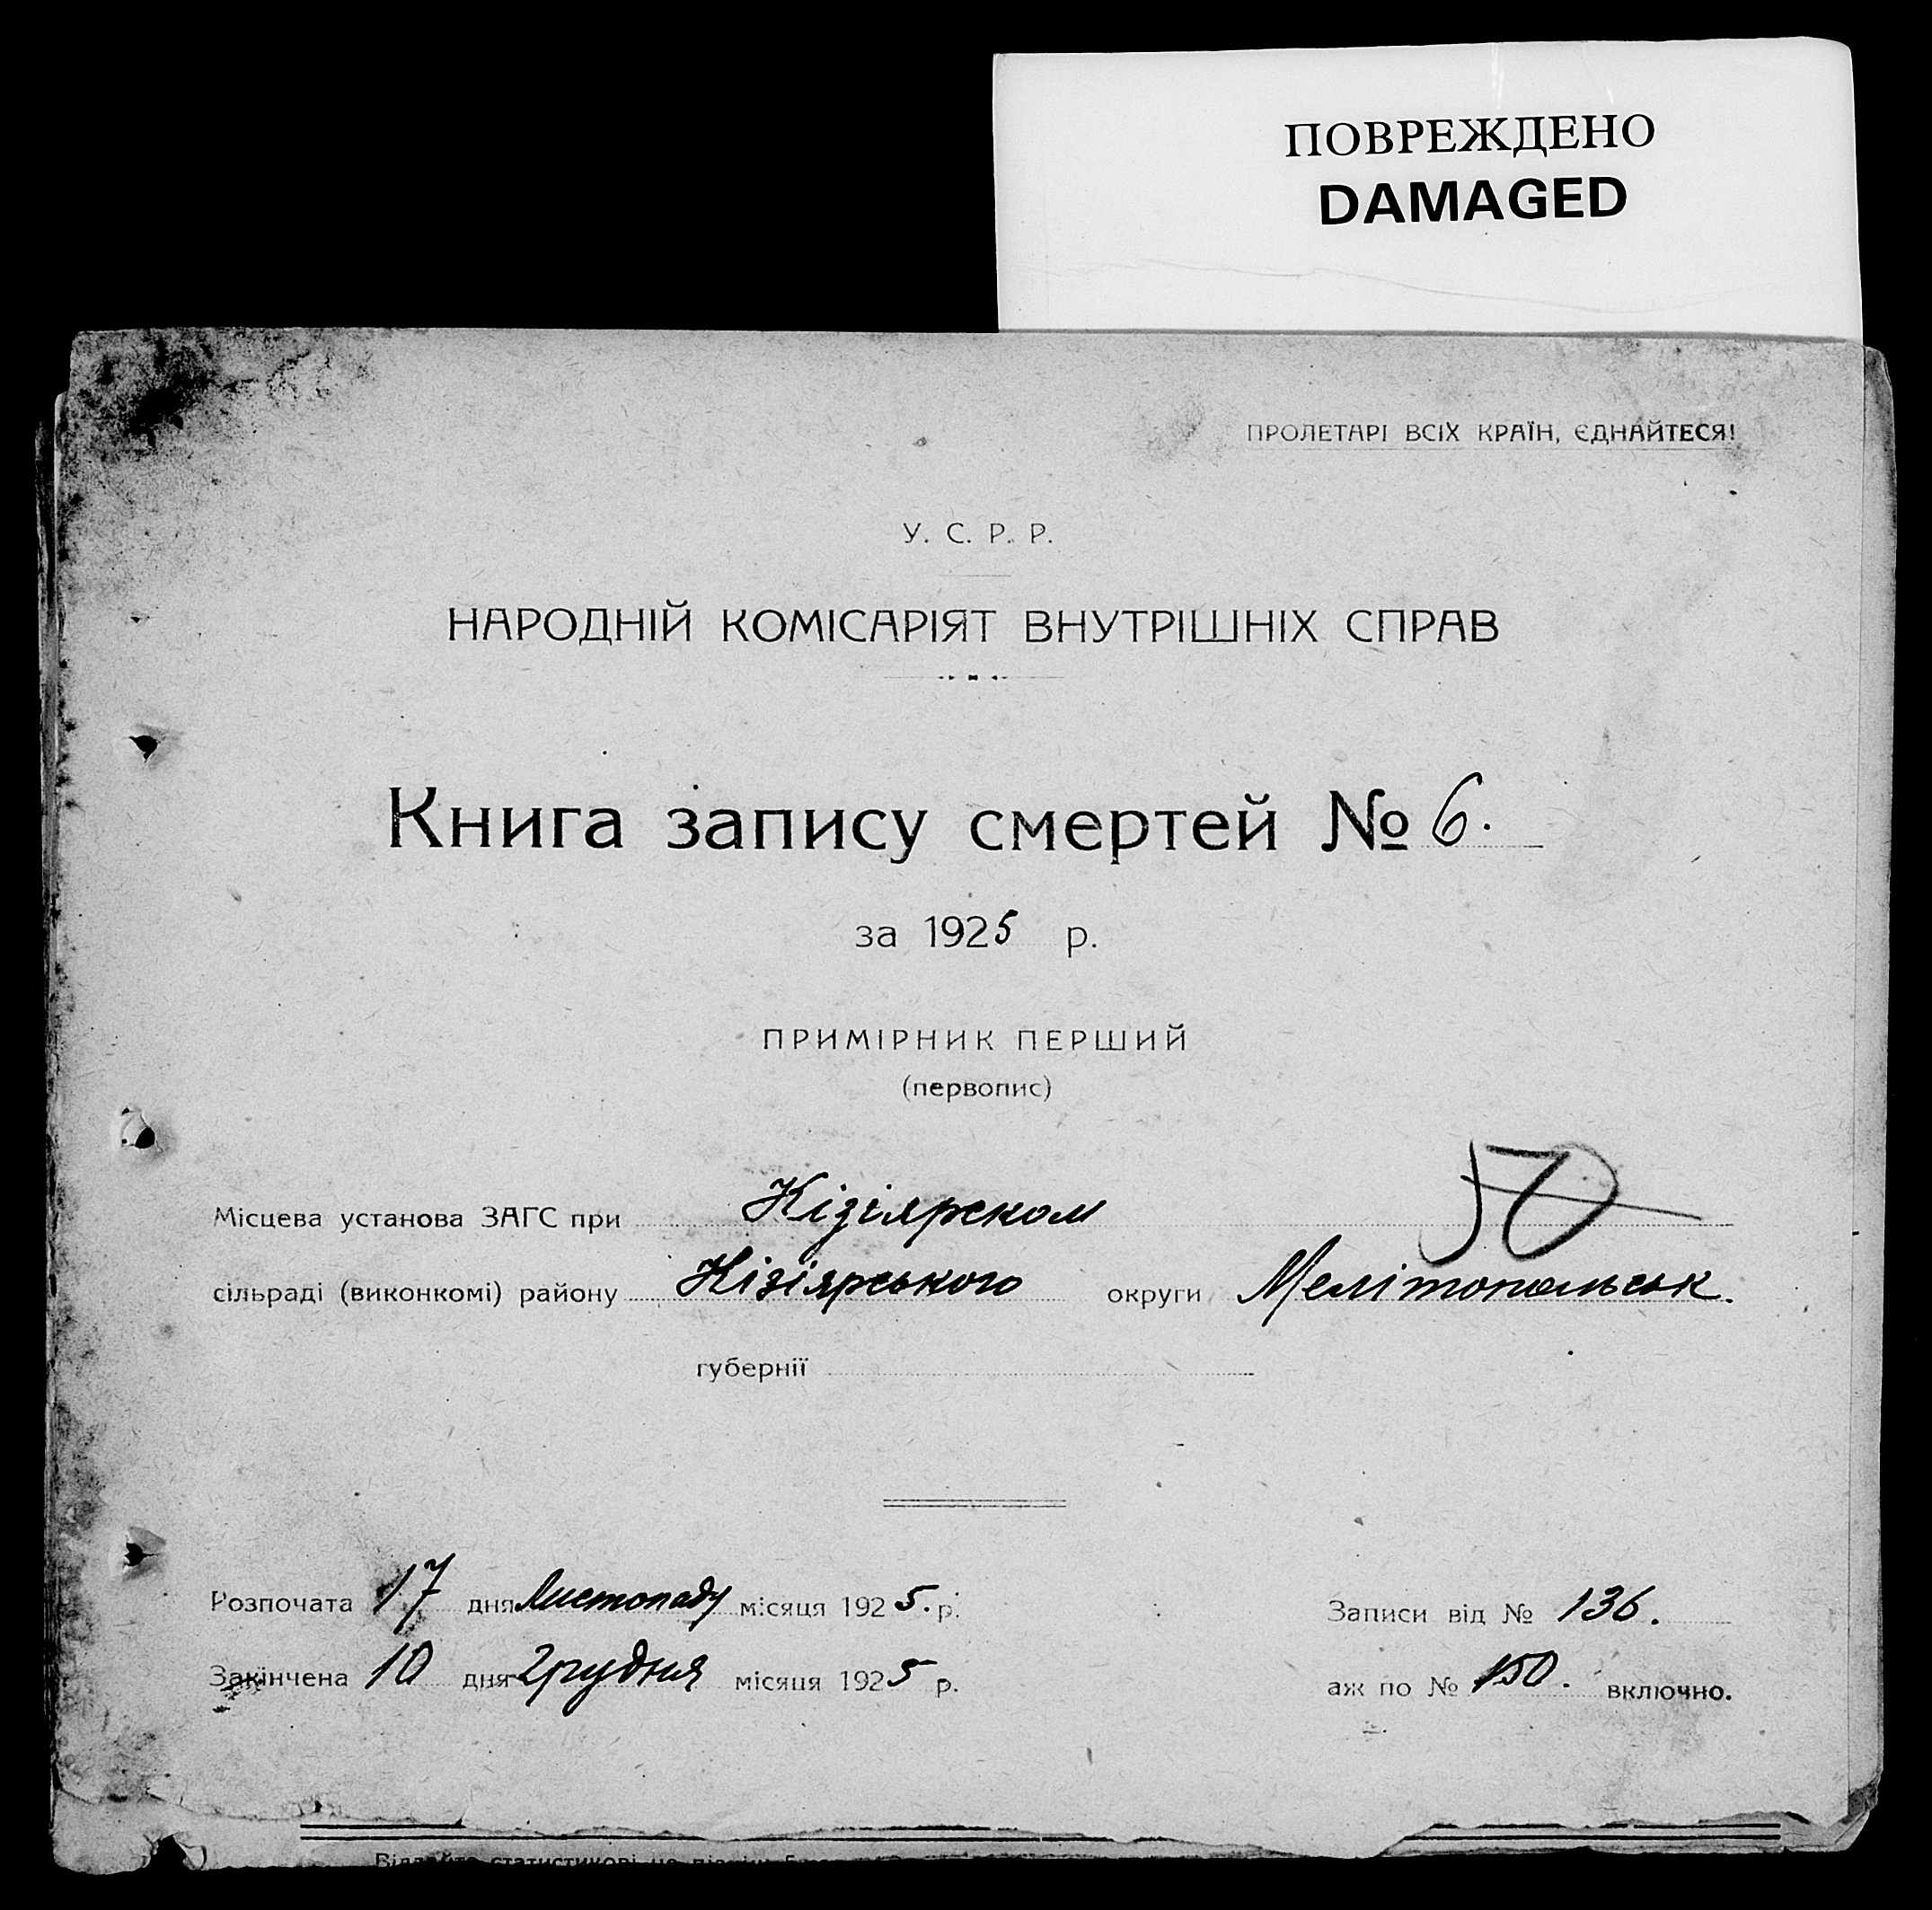 ПОВРЕЖДЕНО
DAMAGED
ПРОЛЕТАРІ ВСІХ КРАЇН, ЄДНАЙТЕСЯ!
У. С. Р. Р.
НАРОДНІЙ КОМІСАРІЯТ ВНУТРІШНІХ СПРАВ
Книга запису смертей № 6.
за 1925 р.
ПРИМІРНИК ПЕРШИЙ
(первопис)
Місцева установа ЗАГС при Кізіярском
сільраді (виконкомі) району Кізіярського округи Мелітопольськ.
губернії
Розпочата 17 дня Листопаду місяця 1925. р. Записи від № 136.
Закінчена 10 дня Грудня місяця 1925 р. аж по № 150. включно.